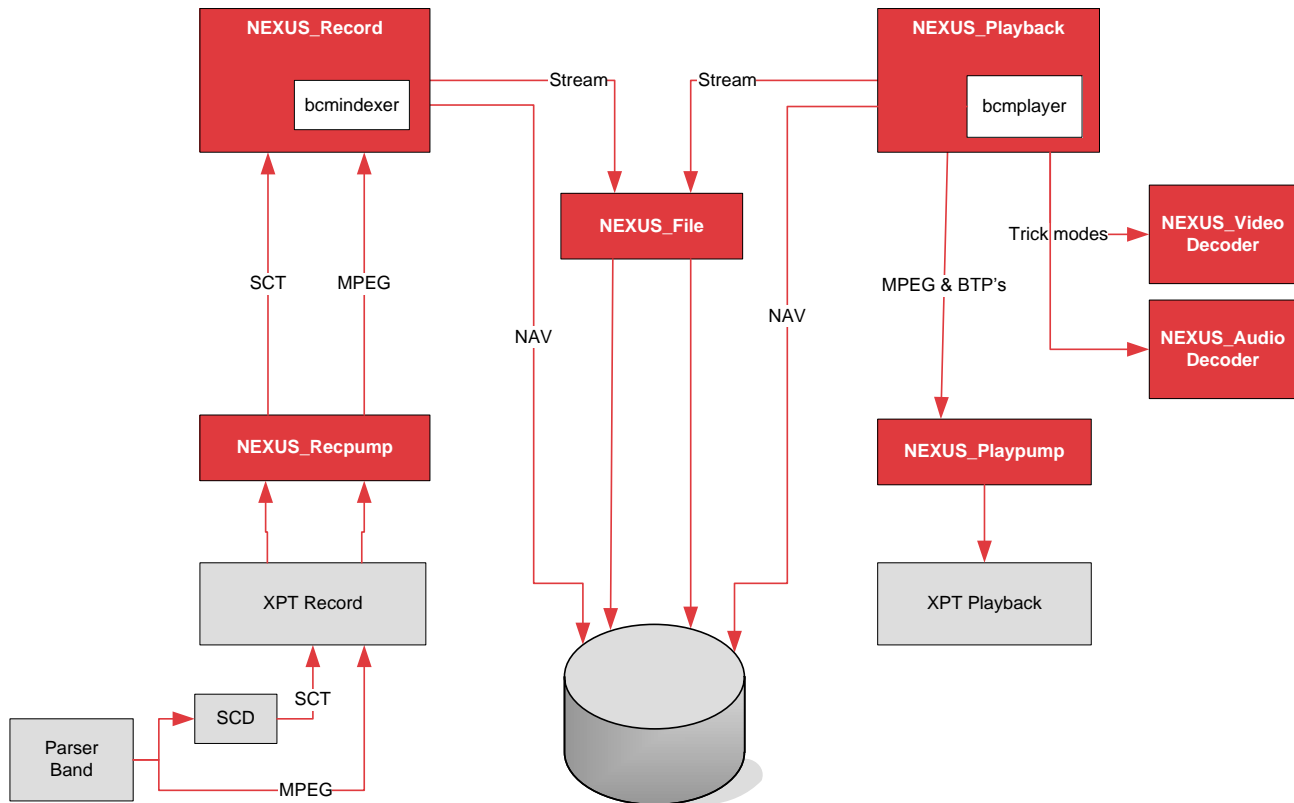 NEXUS_Record
bcmindexer
Stream
Stream
NEXUS_Playback
bcmplayer
NEXUS_File
NEXUS_Video
Decoder
Trick modes
SCT
MPEG
NAV
NAV
MPEG & BTP's
NEXUS_Audio
Decoder
NEXUS_Recpump
NEXUS_Playpump
XPT Record
XPT Playback
SCT
SCD
Parser
Band
MPEG